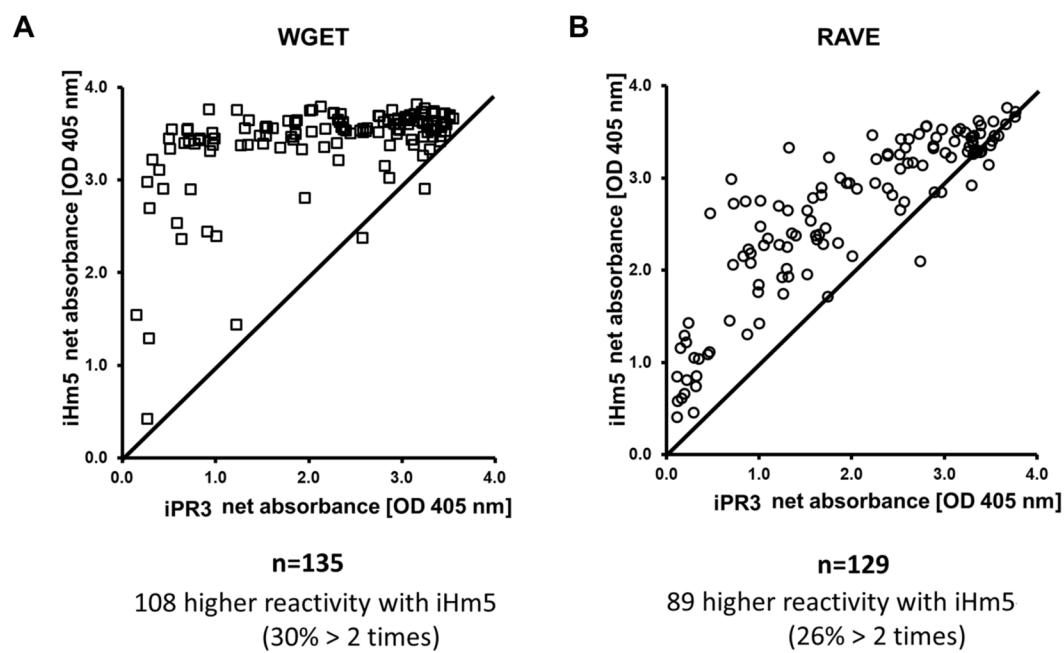 A
WGET
iHm5 net absorbance [OD 405 nm]
4.0
3.0
2.0
1.0
0.0
0.0 1.0 2.0 3.0 4.0
iPR3 net absorbance [OD 405 nm]
n=135
108 higher reactivity with iHm5
(30% > 2 times)
B
RAVE
iHm5 net absorbance [OD 405 nm]
4.0
3.0
2.0
1.0
0.0
0.0 1.0 2.0 3.0 4.0
iPR3 net absorbance [OD 405 nm]
n=129
89 higher reactivity with iHm5
(26% > 2 times)